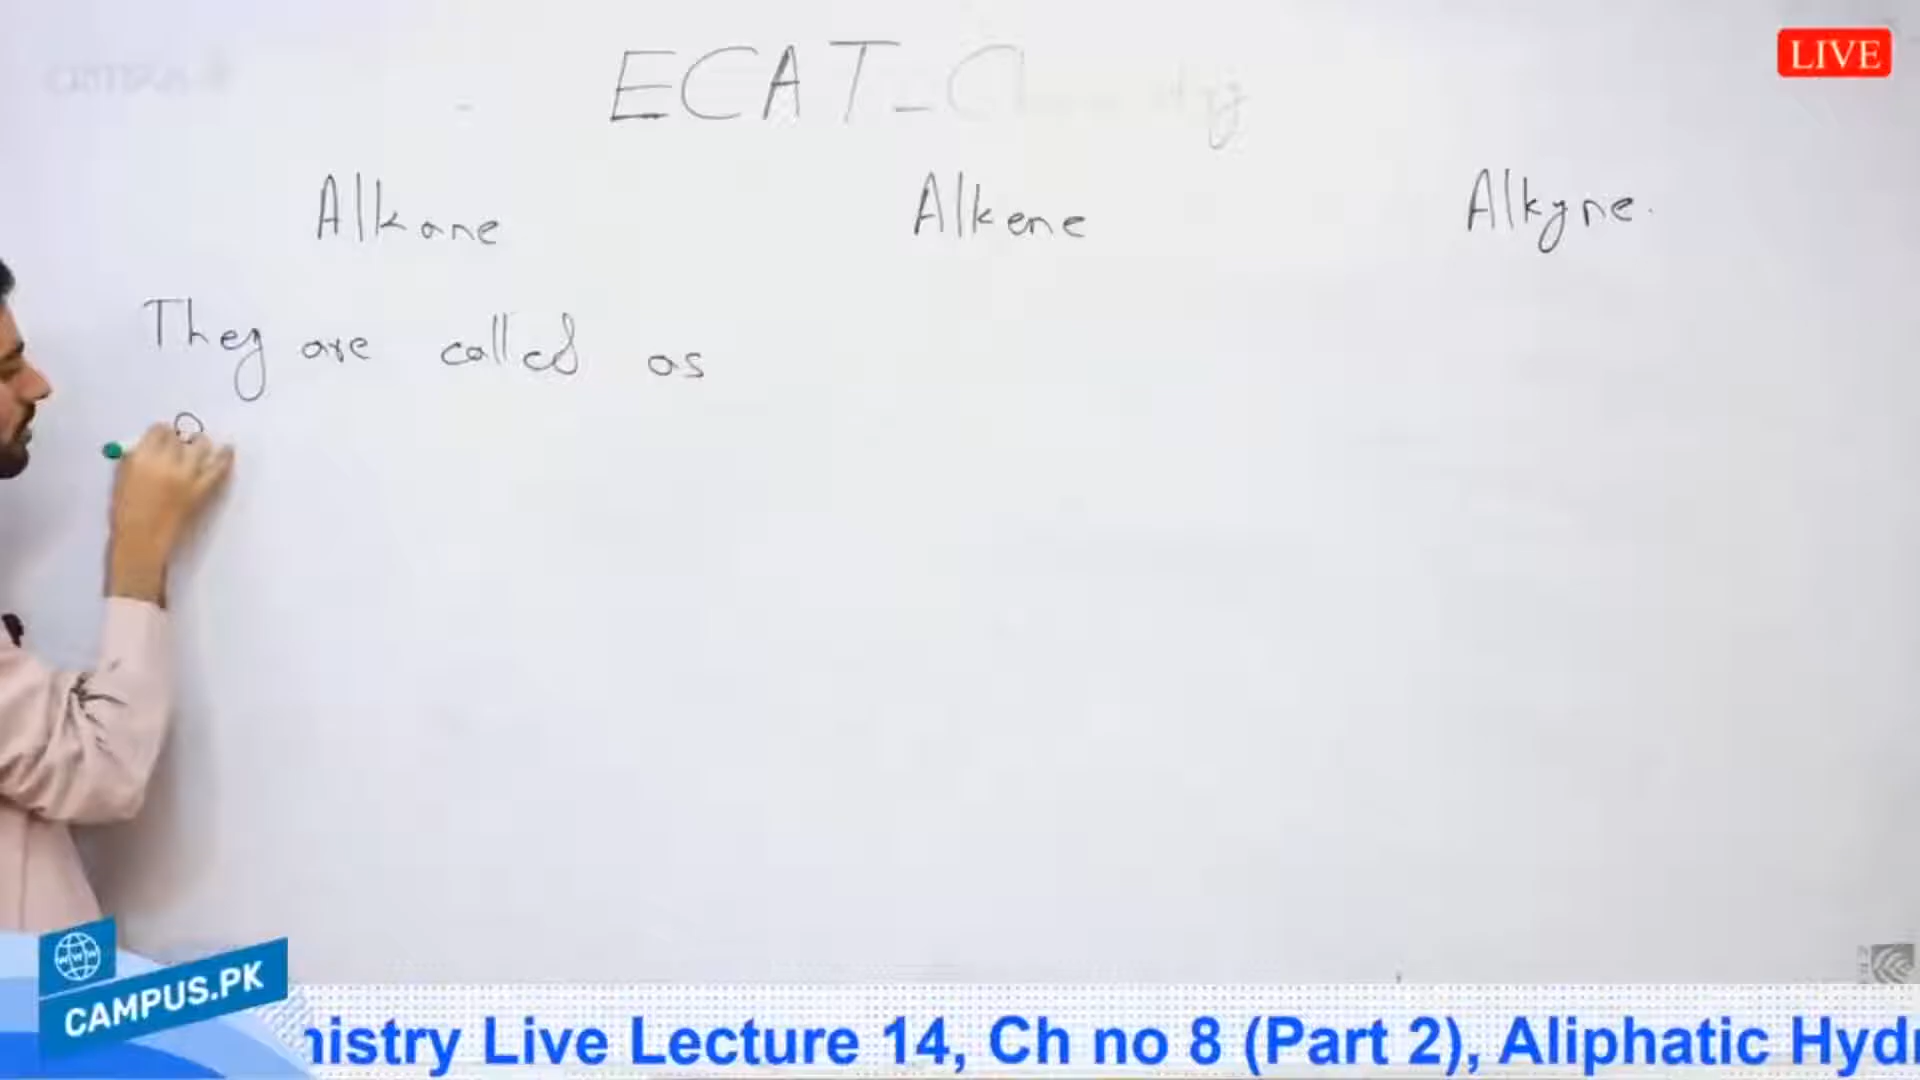 LIVE
ECAT-
Alkane Alkene Alkyne.
They are called as
www
CAMPUS.PK
nistry Live Lecture 14, Ch no 8 (Part 2), Aliphatic Hyd